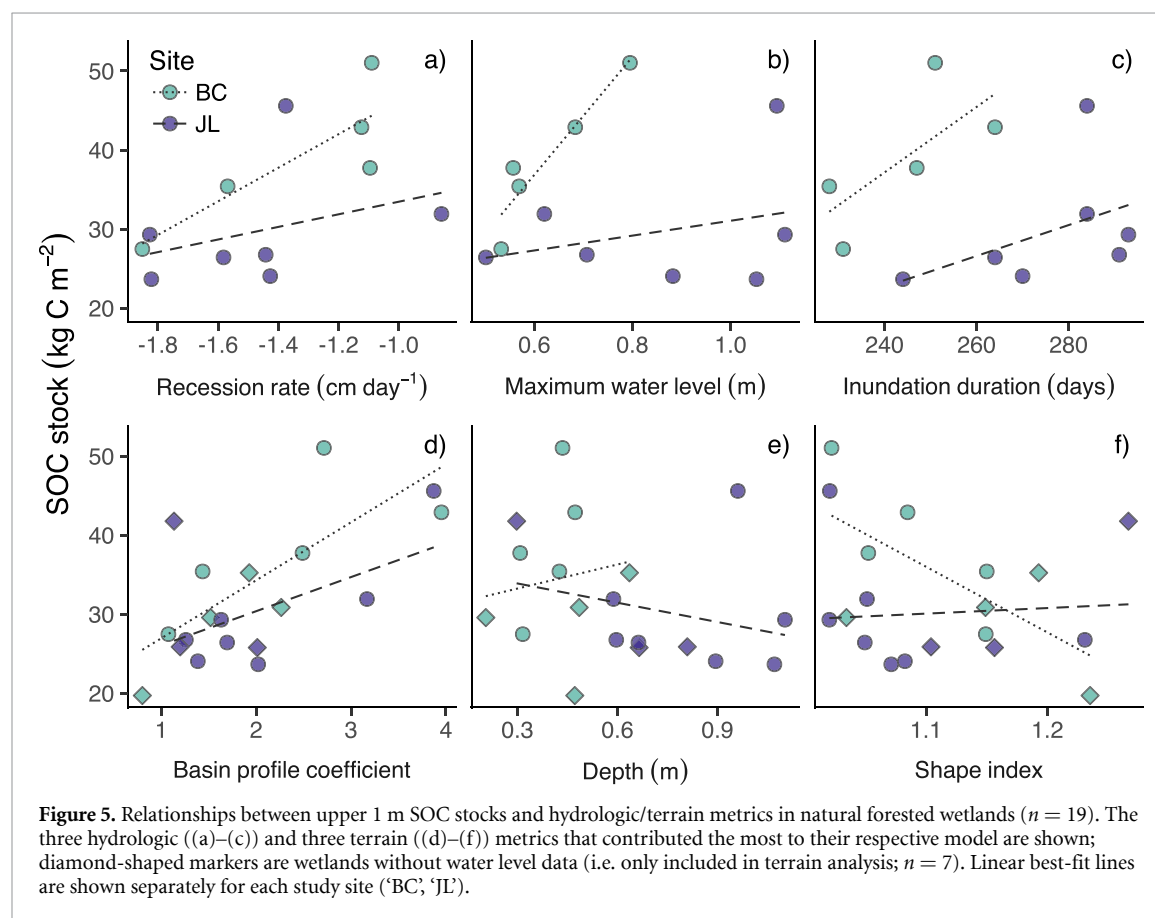 Site
BC
JL
a)
b)
c)
50
40
30
20
-1.8 -1.6 -1.4 -1.2 -1.0
0.6 0.8 1.0
240 260 280
Recession rate (cm day⁻¹)
Maximum water level (m)
Inundation duration (days)
SOC stock (kg C m⁻²)
d)
e)
f)
50
40
30
20
1 2 3 4
0.3 0.6 0.9
1.1 1.2
Basin profile coefficient
Depth (m)
Shape index
Figure 5. Relationships between upper 1 m SOC stocks and hydrologic/terrain metrics in natural forested wetlands (n = 19). The
three hydrologic ((a)–(c)) and three terrain ((d)–(f)) metrics that contributed the most to their respective model are shown;
diamond-shaped markers are wetlands without water level data (i.e. only included in terrain analysis; n = 7). Linear best-fit lines
are shown separately for each study site (‘BC’, ‘JL’).